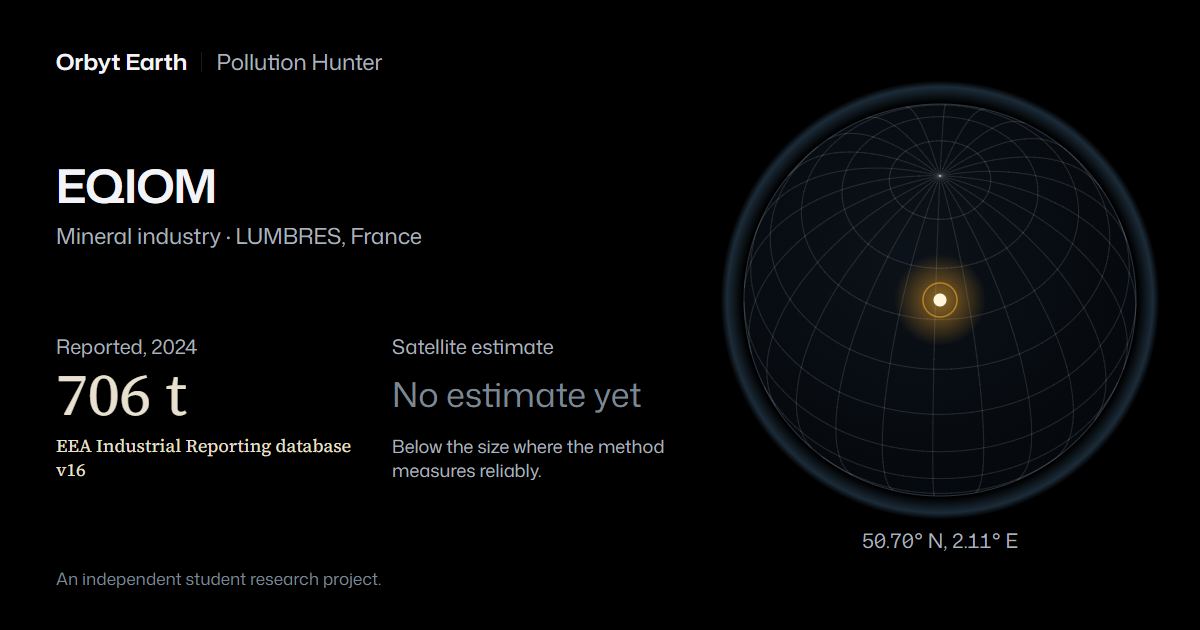 Orbyt Earth | Pollution Hunter
EQIOM
Mineral industry · LUMBRES, France
Reported, 2024
706 t
EEA Industrial Reporting database
v16
Satellite estimate
No estimate yet
Below the size where the method
measures reliably.
50.70° N, 2.11° E
An independent student research project.